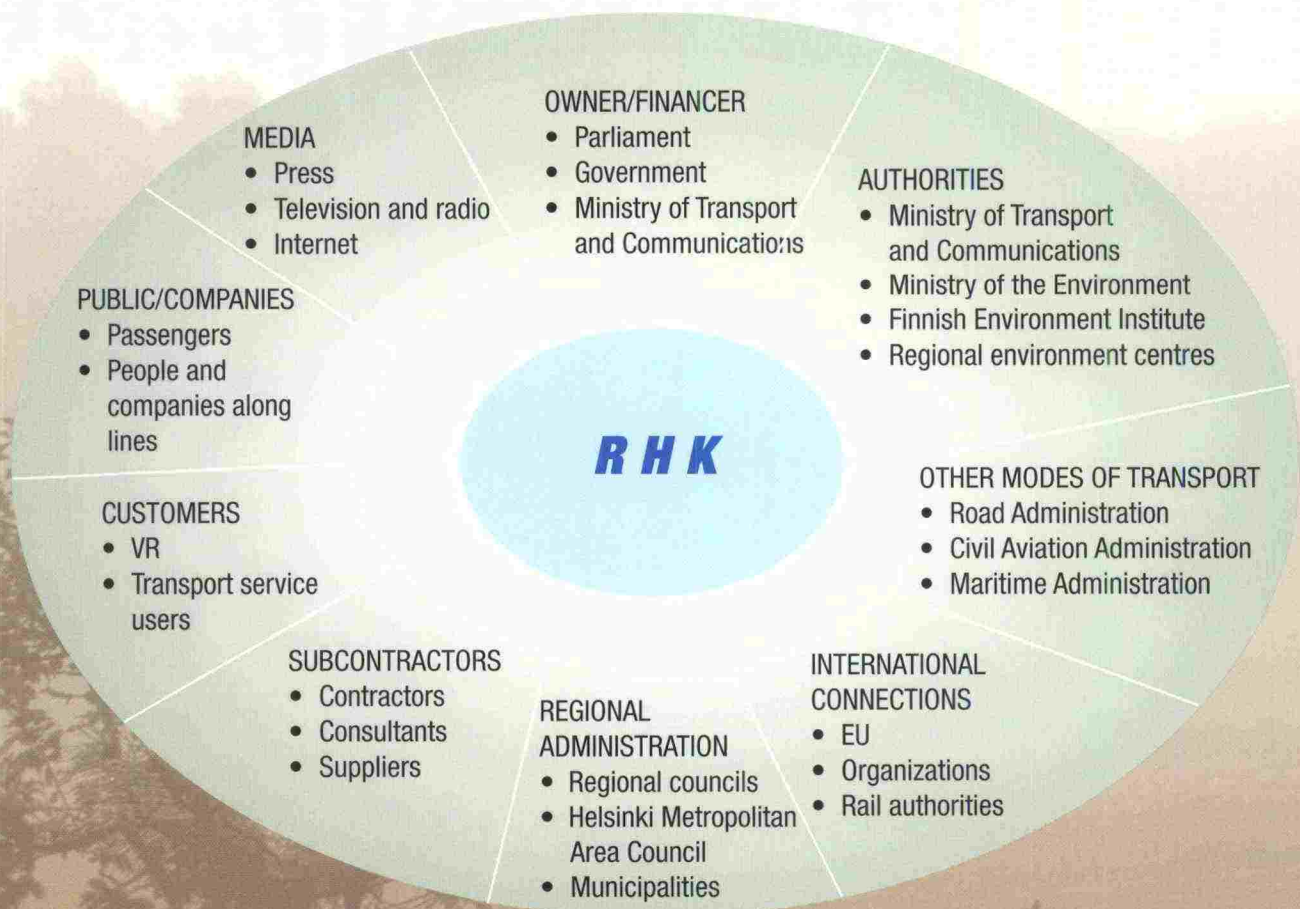 OWNER/FINANCER
• Parliament
• Government
• Ministry of Transport
and Communications
AUTHORITIES
• Ministry of Transport
and Communications
• Ministry of the Environment
• Finnish Environment Institute
• Regional environment centres
OTHER MODES OF TRANSPORT
• Road Administration
• Civil Aviation Administration
• Maritime Administration
INTERNATIONAL
CONNECTIONS
• EU
• Organizations
• Rail authorities
REGIONAL
ADMINISTRATION
• Regional councils
• Helsinki Metropolitan
Area Council
• Municipalities
SUBCONTRACTORS
• Contractors
• Consultants
• Suppliers
CUSTOMERS
• VR
• Transport service
users
PUBLIC/COMPANIES
• Passengers
• People and
companies along
lines
MEDIA
• Press
• Television and radio
• Internet
RHK